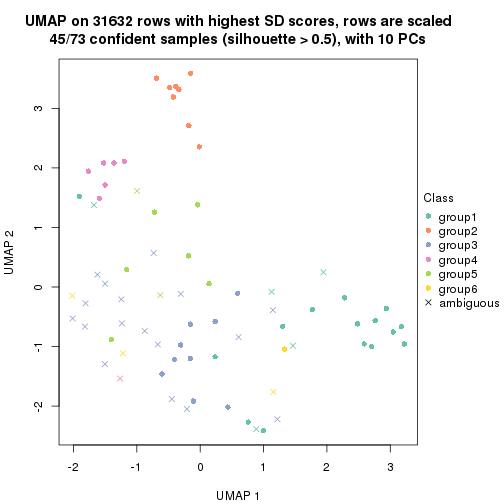 UMAP on 31632 rows with highest SD scores, rows are scaled
45/73 confident samples (silhouette > 0.5), with 10 PCs
3
2
1
0
-1
-2
UMAP 2
-2
-1
0
1
2
3
UMAP 1
Class
group1
group2
group3
group4
group5
group6
ambiguous